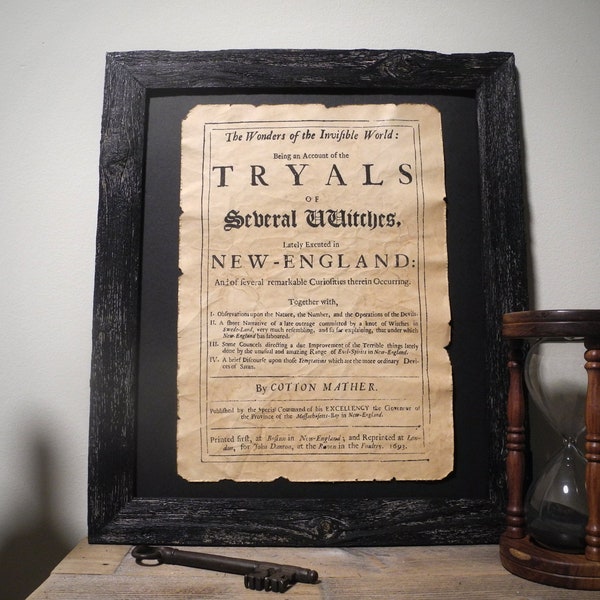 The Wonders of the Inviſible World:
Being an Account of the
TRYALS
OF
Several UUitches,
Lately Excuted in
NEW-ENGLAND:
And of ſeveral remarkable Curioſities therein Occurring.
Together with,
I. Obſervations upon the Nature, the Number, and the Operations of the Devils.
II. A ſhort Narrative of a late outrage committed by a knot of Witches in
Swede-Land, very much reſembling, and ſo far explaining, that under which
New-England has laboured.
III. Some Councels directing a due Improvement of the Terrible things lately
done by the unuſual and amazing Range of Evil-Spirits in New-England.
IV. A brief Diſcourſe upon thoſe Temptations which are the more ordinary Devi-
ces of Satan.
By COTTON MATHER.
Publiſhed by the Special Command of his EXCELLENCY the Governour of
the Province of the Maſſachuſetts-Bay in New-England.
Printed firſt, at Boſtun in New-England; and Reprinted at Lon-
don, for John Dunton, at the Raven in the Poultry. 1693.